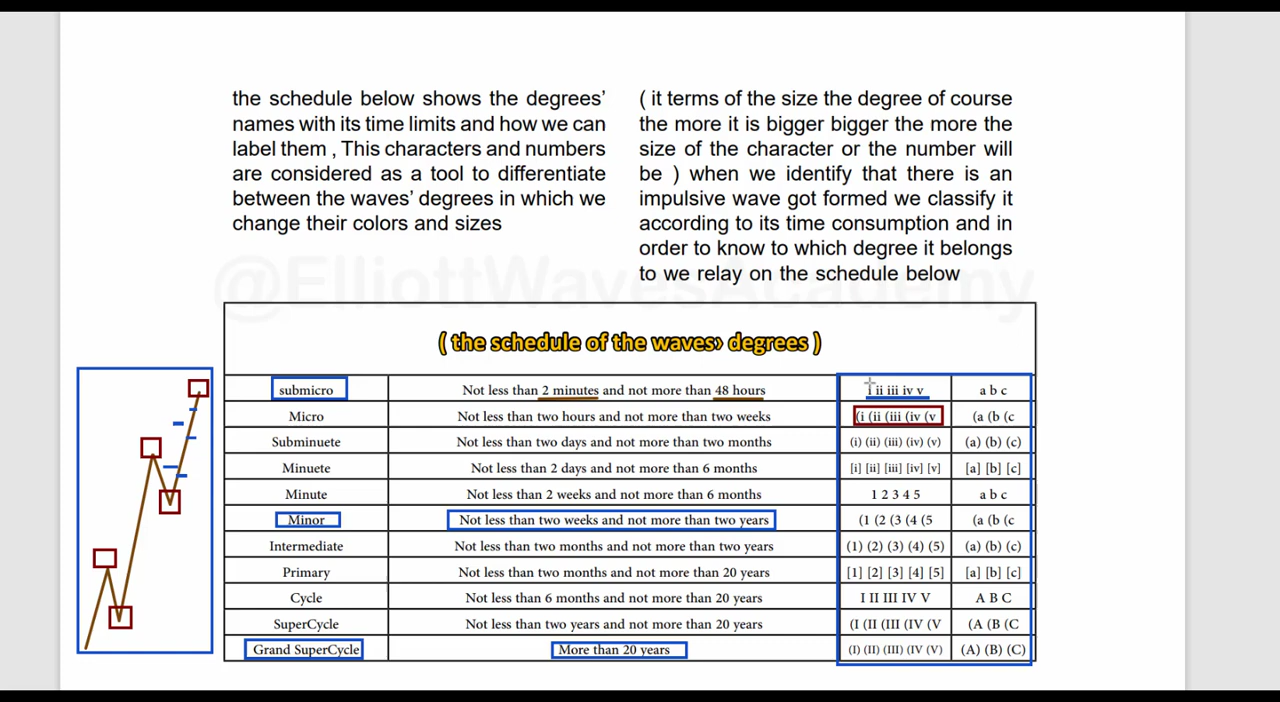 the schedule below shows the degrees'
names with its time limits and how we can
label them , This characters and numbers
are considered as a tool to differentiate
between the waves' degrees in which we
change their colors and sizes
( it terms of the size the degree of course
the more it is bigger bigger the more the
size of the character or the number will
be ) when we identify that there is an
impulsive wave got formed we classify it
according to its time consumption and in
order to know to which degree it belongs
to we relay on the schedule below
@ElliottWavesAcademy
( the schedule of the waves› degrees )
submicro Not less than 2 minutes and not more than 48 hours i ii iii iv v a b c
Micro Not less than two hours and not more than two weeks (i (ii (iii (iv (v (a (b (c
Subminuete Not less than two days and not more than two months (i) (ii) (iii) (iv) (v) (a) (b) (c)
Minuete Not less than 2 days and not more than 6 months [i] [ii] [iii] [iv] [v] [a] [b] [c]
Minute Not less than 2 weeks and not more than 6 months 1 2 3 4 5 a b c
Minor Not less than two weeks and not more than two years (1 (2 (3 (4 (5 (a (b (c
Intermediate Not less than two months and not more than two years (1) (2) (3) (4) (5) (a) (b) (c)
Primary Not less than two months and not more than 20 years [1] [2] [3] [4] [5] [a] [b] [c]
Cycle Not less than 6 months and not more than 20 years I II III IV V A B C
SuperCycle Not less than two years and not more than 20 years (I (II (III (IV (V (A (B (C
Grand SuperCycle More than 20 years (I) (II) (III) (IV (V) (A) (B) (C)